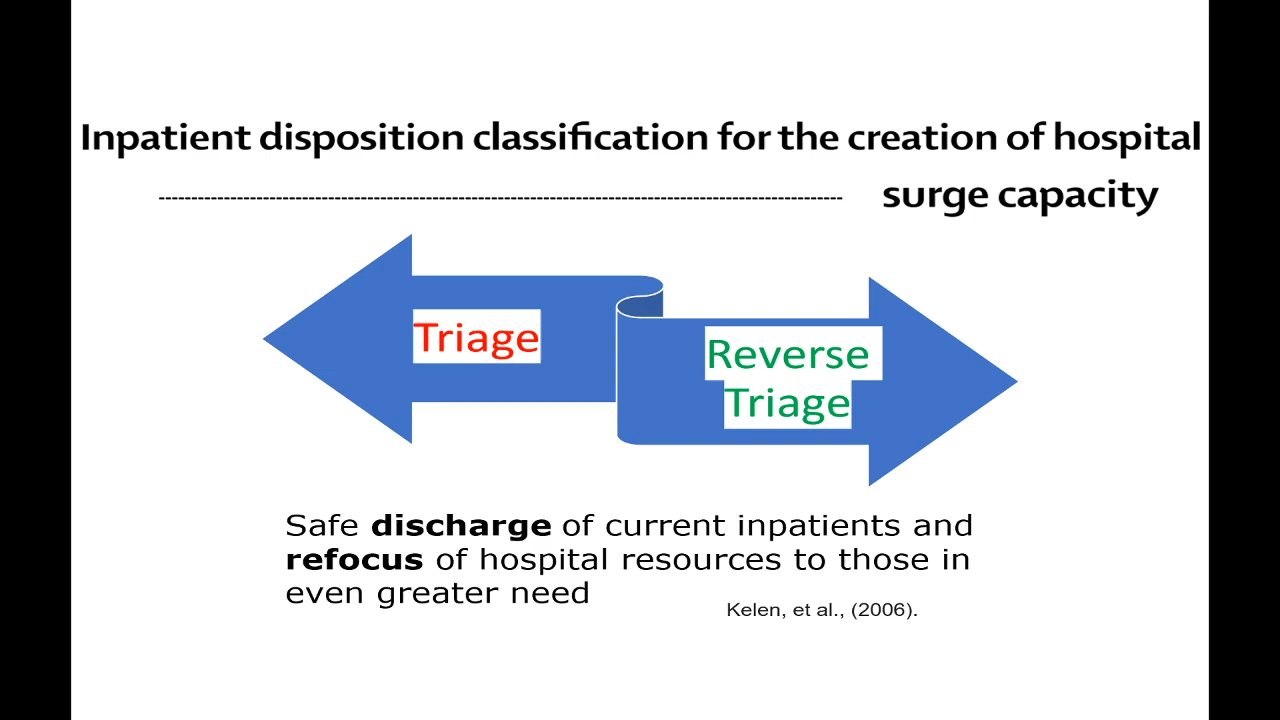 Inpatient disposition classification for the creation of hospital
-------------------------------------------------------------------------------------------------------- surge capacity
Triage
Reverse
Triage
Safe discharge of current inpatients and
refocus of hospital resources to those in
even greater need
Kelen, et al., (2006).